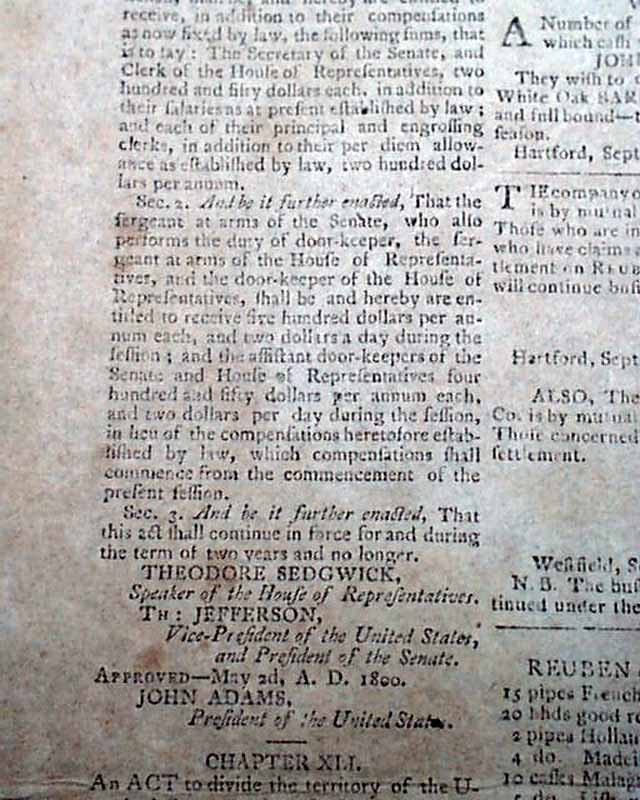 receive, in addition to their compenſations
as now fixed by law, the following ſums, that
is to ſay: The Secretary of the Senate, and
Clerk of the Houſe of Repreſentatives, two
hundred and fifty dollars each, in addition to
their ſalaries as at preſent eſtabliſhed by law;
and each of their principal and engroſſing
clerks, in addition to their per diem allow-
ance as eſtabliſhed by law, two hundred dol-
lars per annum.
Sec. 2. And be it further enacted, That the
ſergeant at arms of the Senate, who alſo
performs the duty of door-keeper, the ſer-
geant at arms of the Houſe of Repreſenta-
tives, and the door-keeper of the Houſe of
Repreſentatives, ſhall be and hereby are en-
titled to receive five hundred dollars per an-
num each, and two dollars a day during the
ſeſſion; and the aſſiſtant door-keepers of the
Senate and Houſe of Repreſentatives four
hundred and fifty dollars per annum each,
and two dollars per day during the ſeſſion,
in lieu of the compenſations heretofore eſtab-
liſhed by law, which compenſations ſhall
commence from the commencement of the
preſent ſeſſion.
Sec. 3. And be it further enacted, That
this act ſhall continue in force for and during
the term of two years and no longer.
THEODORE SEDGWICK,
Speaker of the Houſe of Repreſentatives.
TH: JEFFERSON,
Vice-Preſident of the United States,
and Preſident of the Senate.
APPROVED—May 2d, A. D. 1800.
JOHN ADAMS,
Preſident of the United States.
CHAPTER XLI.
An ACT to divide the territory of the U-
A Number of
which caſh
JOH
They wiſh to
White Oak BAR
and full bound—t
ſeaſon.
Hartford, Sept
THE company o
is by mutual
Thoſe who are in
who have claims a
tlement on REUB
will continue buſi
Hartford, Sept
ALSO, The
Co. is by mutua
Thoſe concerned
ſettlement.
Weſtfield, S
N. B. The buſi
tinued under the
REUBEN
15 pipes French
20 hhds good r
2 pipes Hollan
4 do. Madei
10 caſks Malag
5 do. Liſb